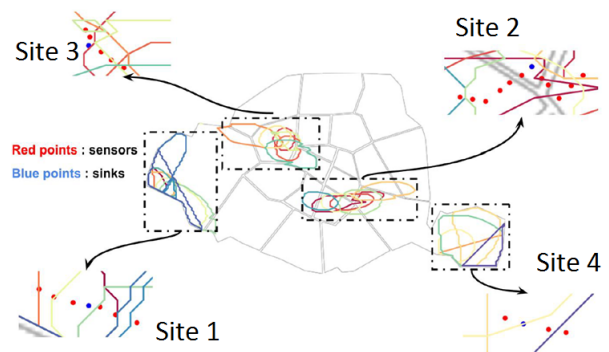 Site 3
Site 2
Red points : sensors
Blue points : sinks
Site 4
Site 1